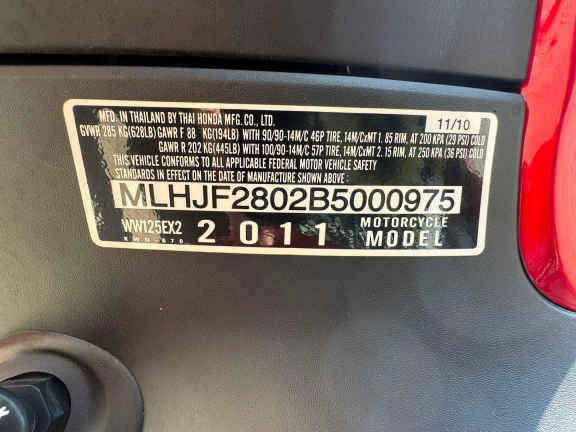 MFD. IN THAILAND BY THAI HONDA MFG. CO., LTD. 11/10
GVWR 285 KG(628LB) GAWR F 88 KG(194LB) WITH 90/90-14M/C 46P TIRE, 14M/CxMT 1. 85 RIM, AT 200 KPA (29 PSI) COLD
GAWR R 202 KG(445LB) WITH 100/90-14M/C 57P TIRE, 14M/CxMT 2. 15 RIM, AT 250 KPA (36 PSI) COLD
THIS VEHICLE CONFORMS TO ALL APPLICABLE FEDERAL MOTOR VEHICLE SAFETY
STANDARDS IN EFFECT ON THE DATE OF MANUFACTURE SHOWN ABOVE :
MLHJF2802B5000975
WW125EX2 2011 MOTORCYCLE
KWN-670 MODEL